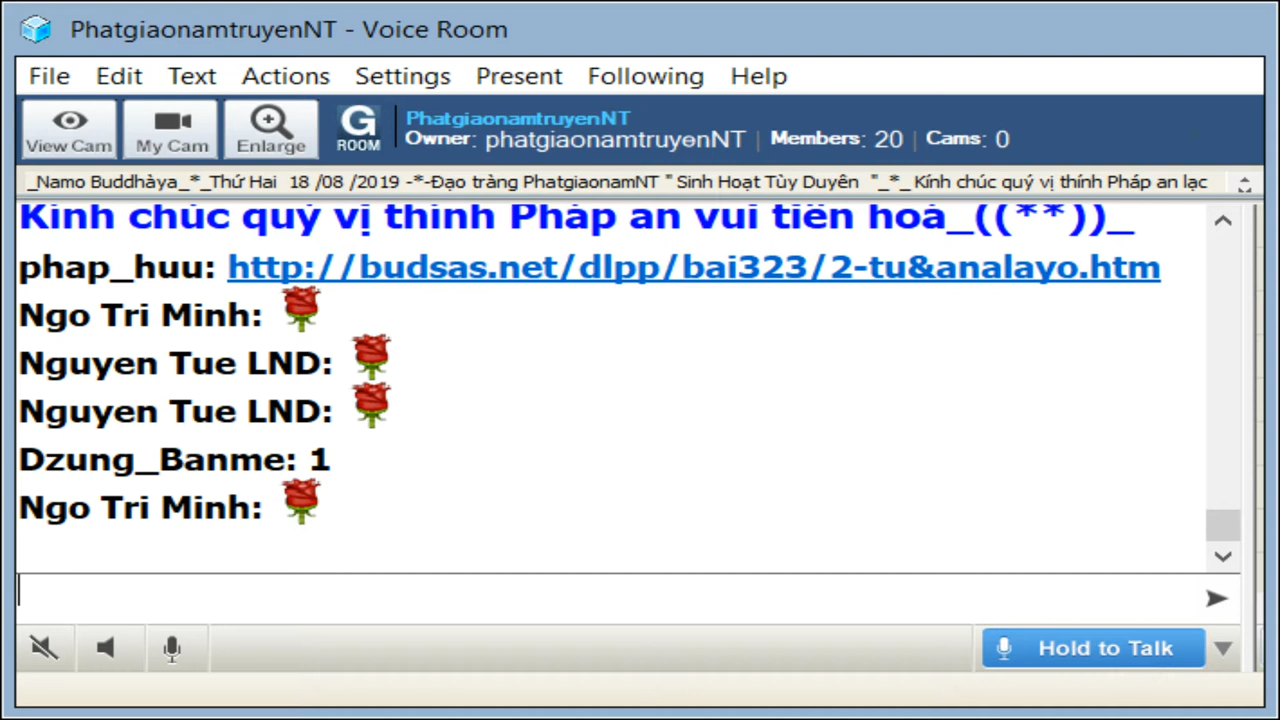 PhatgiaonamtruyenNT - Voice Room
File Edit Text Actions Settings Present Following Help
View Cam My Cam Enlarge G ROOM
PhatgiaonamtruyenNT
Owner: phatgiaonamtruyenNT | Members: 20 | Cams: 0
_Namo Buddhàya_*_Thứ Hai 18 /08 /2019 -*-Đạo tràng PhatgiaonamNT " Sinh Hoạt Tùy Duyên "_*_ Kính chúc quý vị thính Pháp an lạc
Kính chúc quý vị thính Pháp an vui tiến hoá_((**))_
phap_huu: http://budsas.net/dlpp/bai323/2-tu&analayo.htm
Ngo Tri Minh:
Nguyen Tue LND:
Nguyen Tue LND:
Dzung_Banme: 1
Ngo Tri Minh:
Hold to Talk